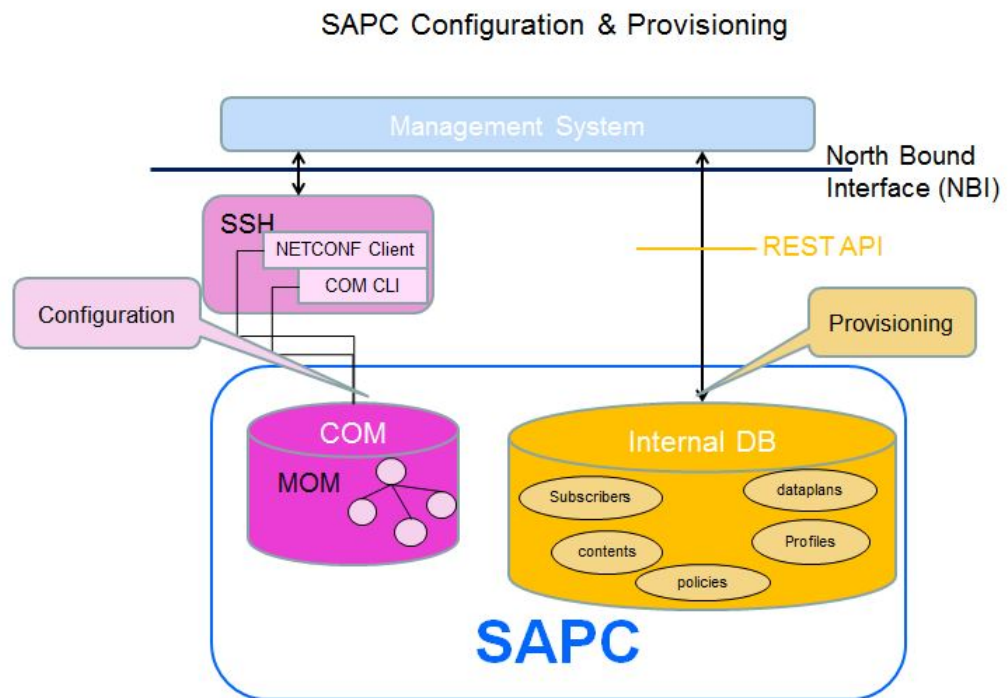 SAPC Configuration & Provisioning
Management System
North Bound
Interface (NBI)
SSH
NETCONF Client
COM CLI
REST API
Configuration
Provisioning
COM
MOM
Internal DB
Subscribers
dataplans
contents
Profiles
policies
SAPC